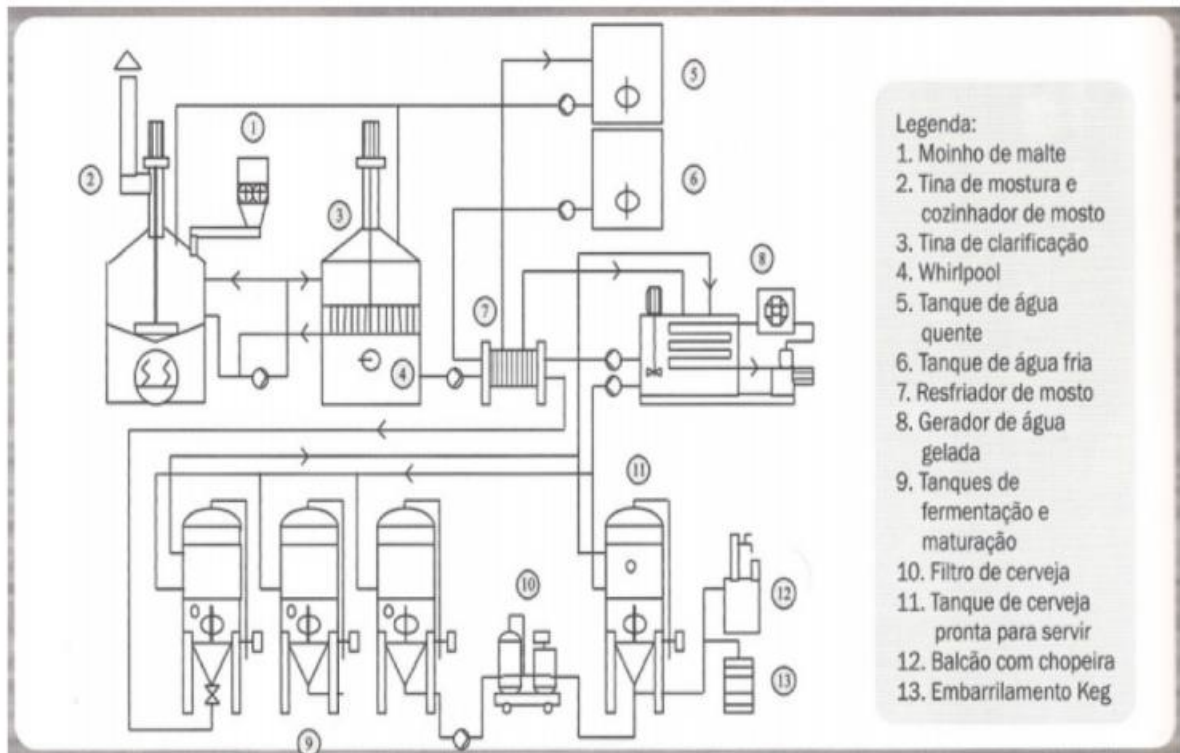 1
2
3
4
5
6
7
8
9
10
11
12
13
Legenda:
1. Moinho de malte
2. Tina de mostura e
cozinhador de mosto
3. Tina de clarificação
4. Whirlpool
5. Tanque de água
quente
6. Tanque de água fria
7. Resfriador de mosto
8. Gerador de água
gelada
9. Tanques de
fermentação e
maturação
10. Filtro de cerveja
11. Tanque de cerveja
pronta para servir
12. Balcão com chopeira
13. Embarrilamento Keg